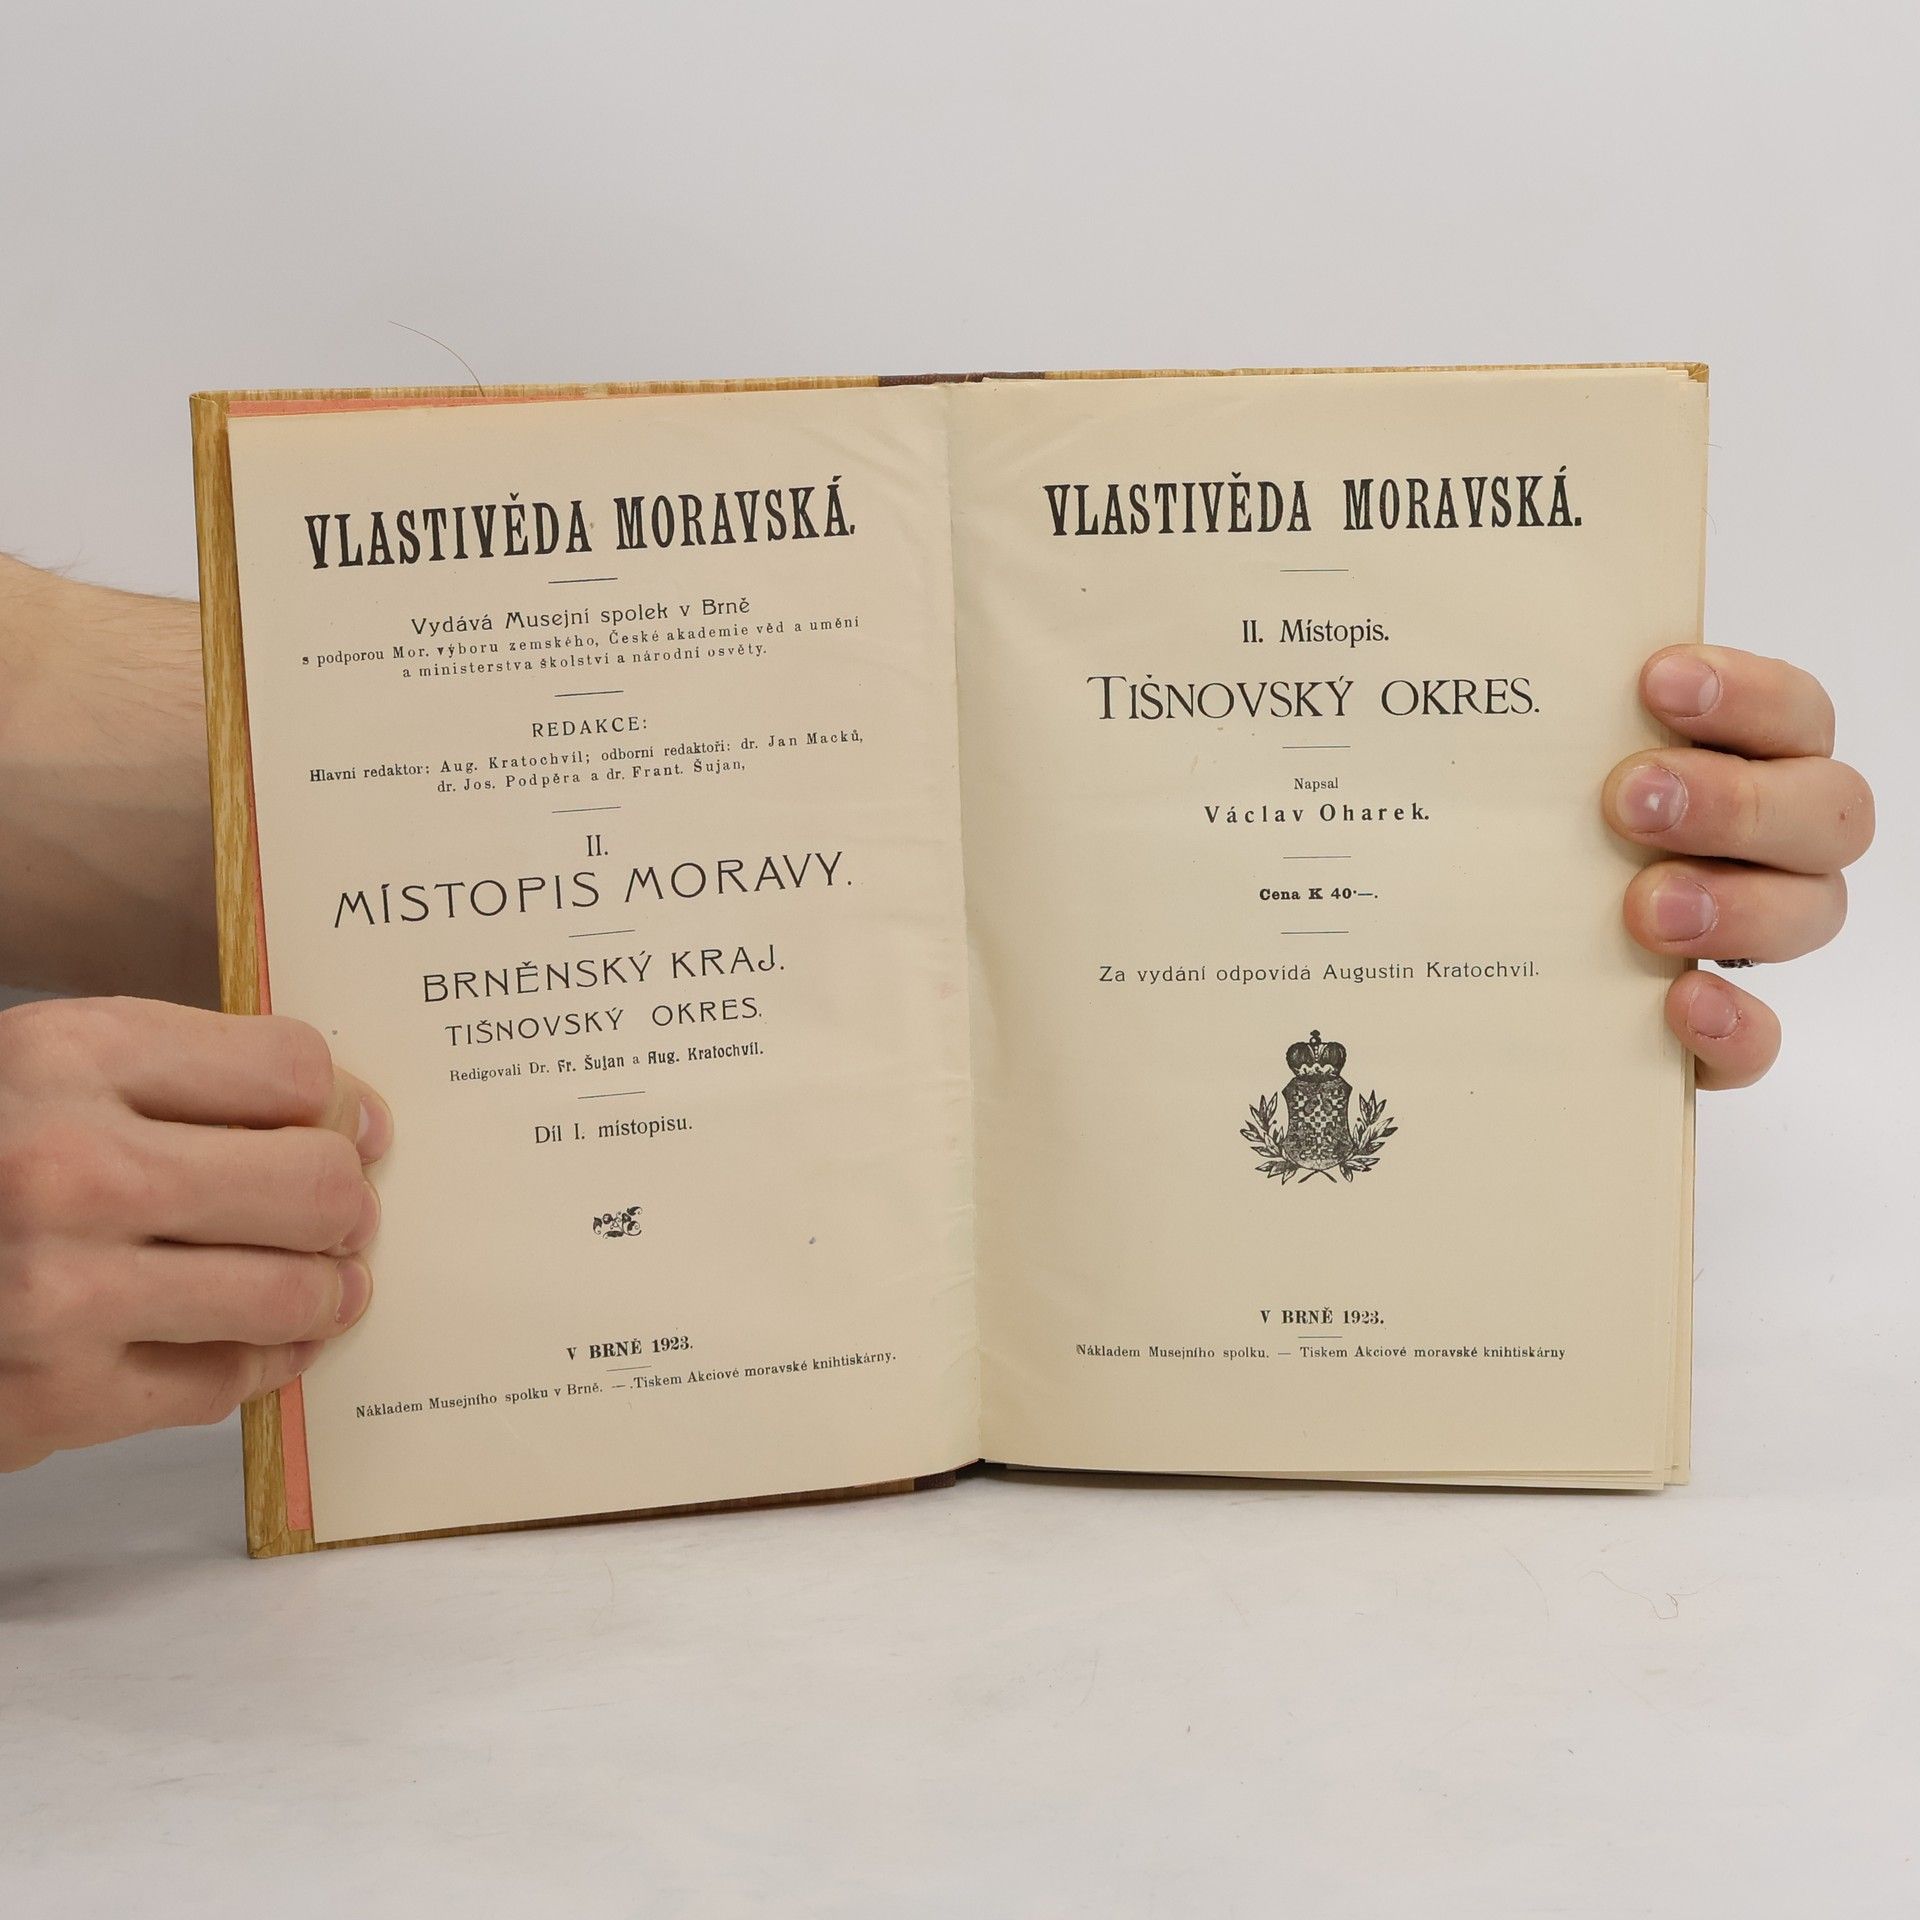 VLASTIVĚDA MORAVSKÁ.
Vydává Musejní spolek v Brně
s podporou Mor. výboru zemského, České akademie věd a umění
a ministerstva školství a národní osvěty.
REDAKCE:
Hlavní redaktor: Aug. Kratochvíl; odborní redaktoři: dr. Jan Macků,
dr. Jos. Podpěra a dr. Frant. Šujan,
II.
MÍSTOPIS MORAVY.
BRNĚNSKÝ KRAJ.
TIŠNOVSKÝ OKRES.
Redigovali Dr. Fr. Šujan a Aug. Kratochvíl.
Díl I. místopisu.
V BRNĚ 1923.
Nákladem Musejního spolku v Brně. — Tiskem Akciové moravské knihtiskárny.
VLASTIVĚDA MORAVSKÁ.
II. Místopis.
TIŠNOVSKÝ OKRES.
Napsal
Václav Oharek.
Cena K 40·—.
Za vydání odpovídá Augustin Kratochvíl.
V BRNĚ 1923.
Nákladem Musejního spolku. — Tiskem Akciové moravské knihtiskárny